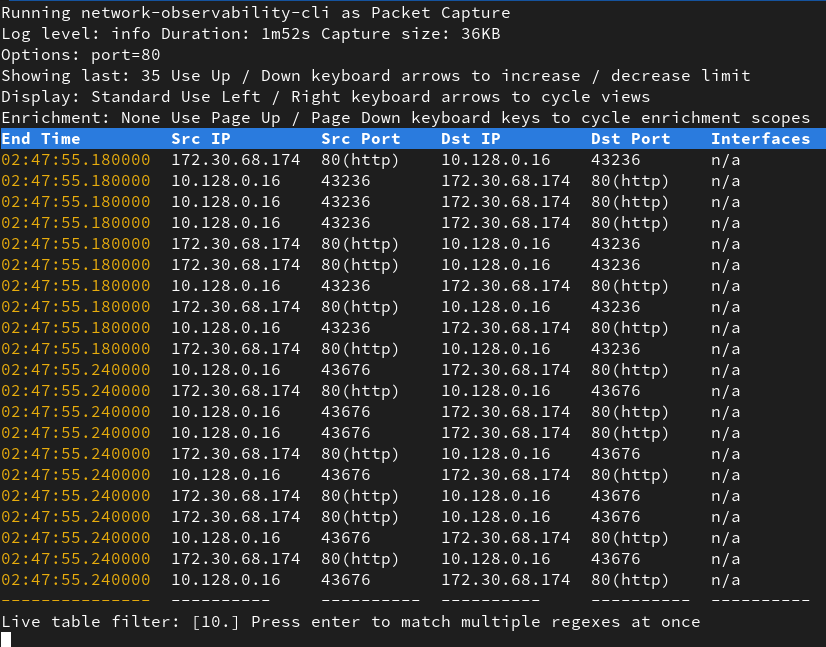 Running network-observability-cli as Packet Capture
Log level: info Duration: 1m52s Capture size: 36KB
Options: port=80
Showing last: 35 Use Up / Down keyboard arrows to increase / decrease limit
Display: Standard Use Left / Right keyboard arrows to cycle views
Enrichment: None Use Page Up / Page Down keyboard keys to cycle enrichment scopes
End Time Src IP Src Port Dst IP Dst Port Interfaces
02:47:55.180000 172.30.68.174 80(http) 10.128.0.16 43236 n/a
02:47:55.180000 10.128.0.16 43236 172.30.68.174 80(http) n/a
02:47:55.180000 10.128.0.16 43236 172.30.68.174 80(http) n/a
02:47:55.180000 10.128.0.16 43236 172.30.68.174 80(http) n/a
02:47:55.180000 172.30.68.174 80(http) 10.128.0.16 43236 n/a
02:47:55.180000 172.30.68.174 80(http) 10.128.0.16 43236 n/a
02:47:55.180000 10.128.0.16 43236 172.30.68.174 80(http) n/a
02:47:55.180000 172.30.68.174 80(http) 10.128.0.16 43236 n/a
02:47:55.180000 10.128.0.16 43236 172.30.68.174 80(http) n/a
02:47:55.180000 172.30.68.174 80(http) 10.128.0.16 43236 n/a
02:47:55.240000 10.128.0.16 43676 172.30.68.174 80(http) n/a
02:47:55.240000 172.30.68.174 80(http) 10.128.0.16 43676 n/a
02:47:55.240000 10.128.0.16 43676 172.30.68.174 80(http) n/a
02:47:55.240000 10.128.0.16 43676 172.30.68.174 80(http) n/a
02:47:55.240000 172.30.68.174 80(http) 10.128.0.16 43676 n/a
02:47:55.240000 10.128.0.16 43676 172.30.68.174 80(http) n/a
02:47:55.240000 172.30.68.174 80(http) 10.128.0.16 43676 n/a
02:47:55.240000 172.30.68.174 80(http) 10.128.0.16 43676 n/a
02:47:55.240000 10.128.0.16 43676 172.30.68.174 80(http) n/a
02:47:55.240000 172.30.68.174 80(http) 10.128.0.16 43676 n/a
02:47:55.240000 10.128.0.16 43676 172.30.68.174 80(http) n/a
--------------- ---------- ---------- ---------- ---------- ----------
Live table filter: [10.] Press enter to match multiple regexes at once